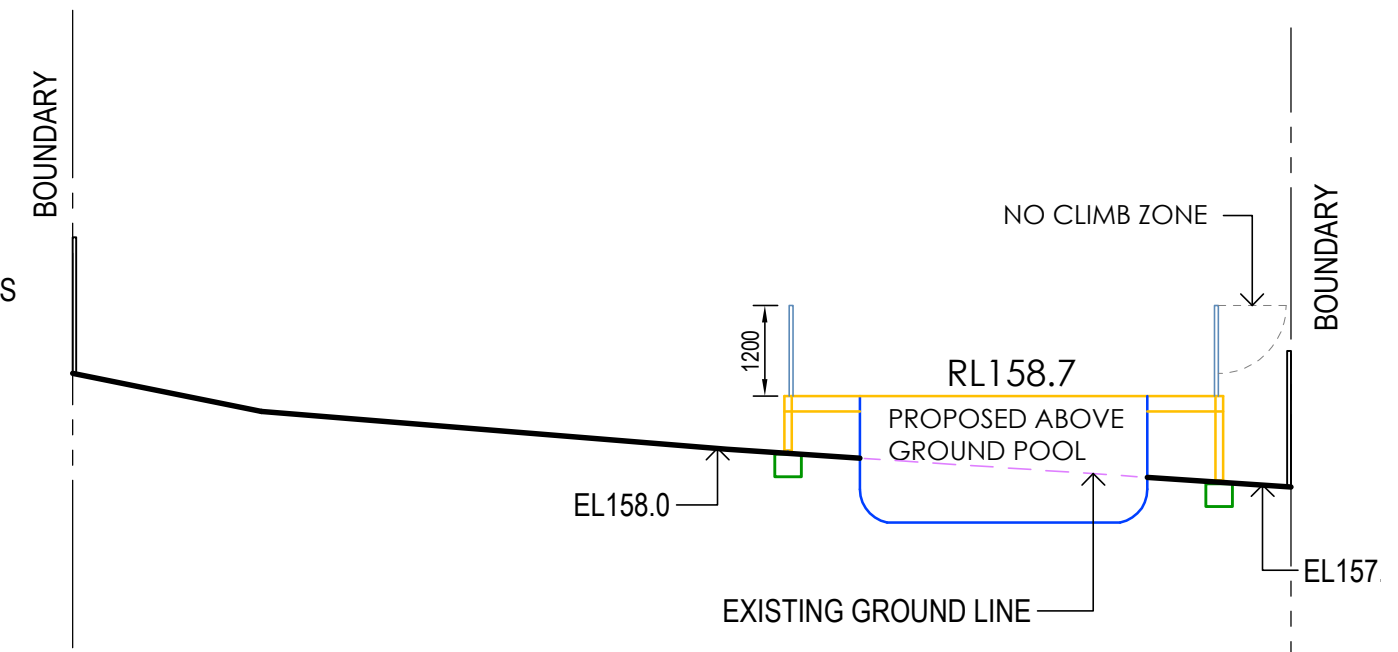 BOUNDARY
S
NO CLIMB ZONE
BOUNDARY
1200
RL158.7
PROPOSED ABOVE
GROUND POOL
EL158.0
EL157.
EXISTING GROUND LINE